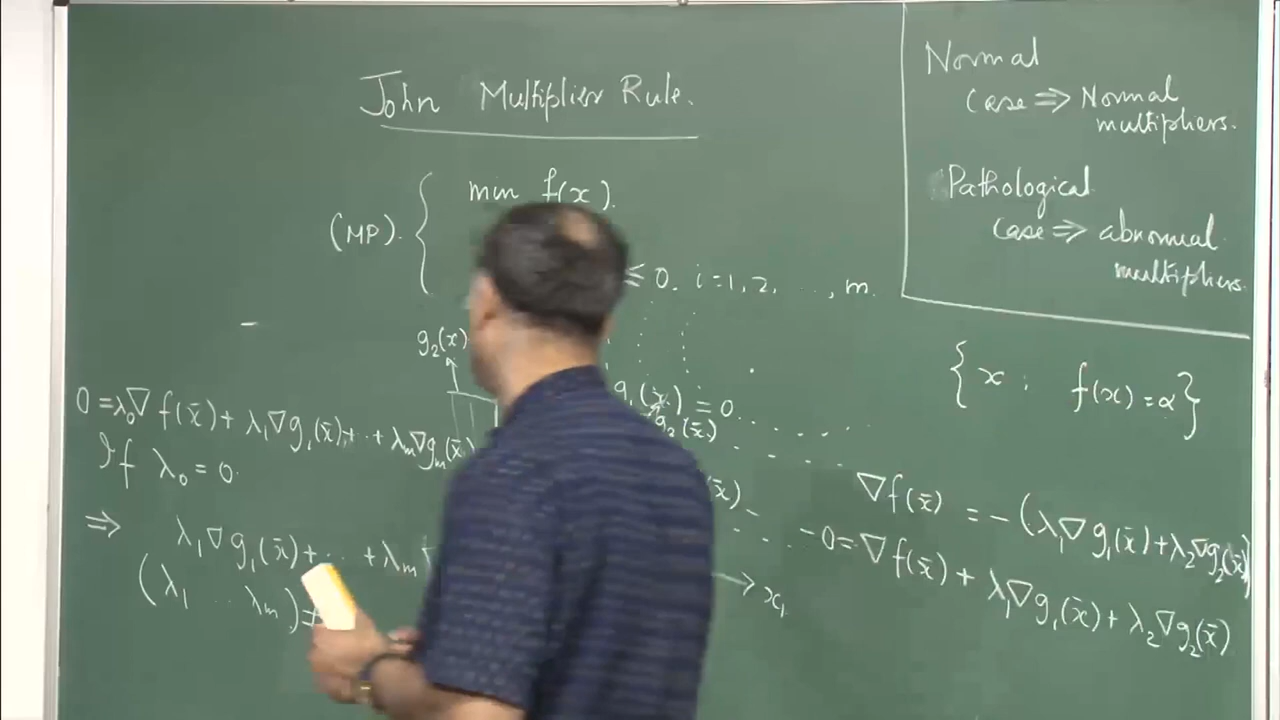 John Multiplier Rule.
(MP). { min f(x).
≤ 0, i = 1, 2, ..., m.
Normal
Case ⇒ Normal
multipliers.
Pathological
Case ⇒ abnormal
multipliers.
g₂(x)
g₁(x̄) = 0
g₂(x̄)
{ x : f(x) = α }
0 = λ₀∇f(x̄) + λ₁∇g₁(x̄) + ·· + λₘ∇gₘ(x̄)
If λ₀ = 0.
⇒ λ₁∇g₁(x̄) + ··· + λₘ
(λ₁ ·· λₘ) ≠
x₁
∇f(x̄) = -(λ₁∇g₁(x̄) + λ₂∇g₂(x̄)
0 = ∇f(x̄) + λ₁∇g₁(x̄) + λ₂∇g₂(x̄)